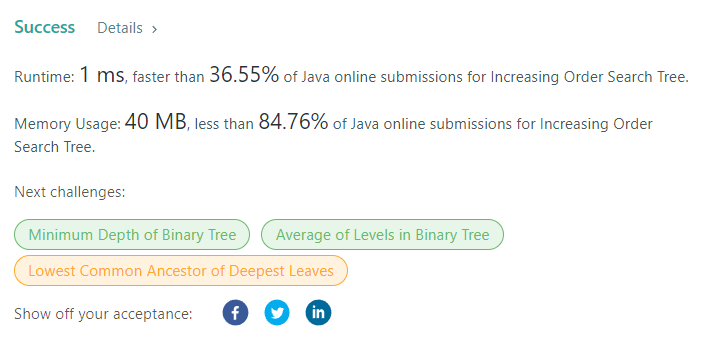 Success Details >
Runtime: 1 ms, faster than 36.55% of Java online submissions for Increasing Order Search Tree.
Memory Usage: 40 MB, less than 84.76% of Java online submissions for Increasing Order
Search Tree.
Next challenges:
Minimum Depth of Binary Tree Average of Levels in Binary Tree
Lowest Common Ancestor of Deepest Leaves
Show off your acceptance: f in